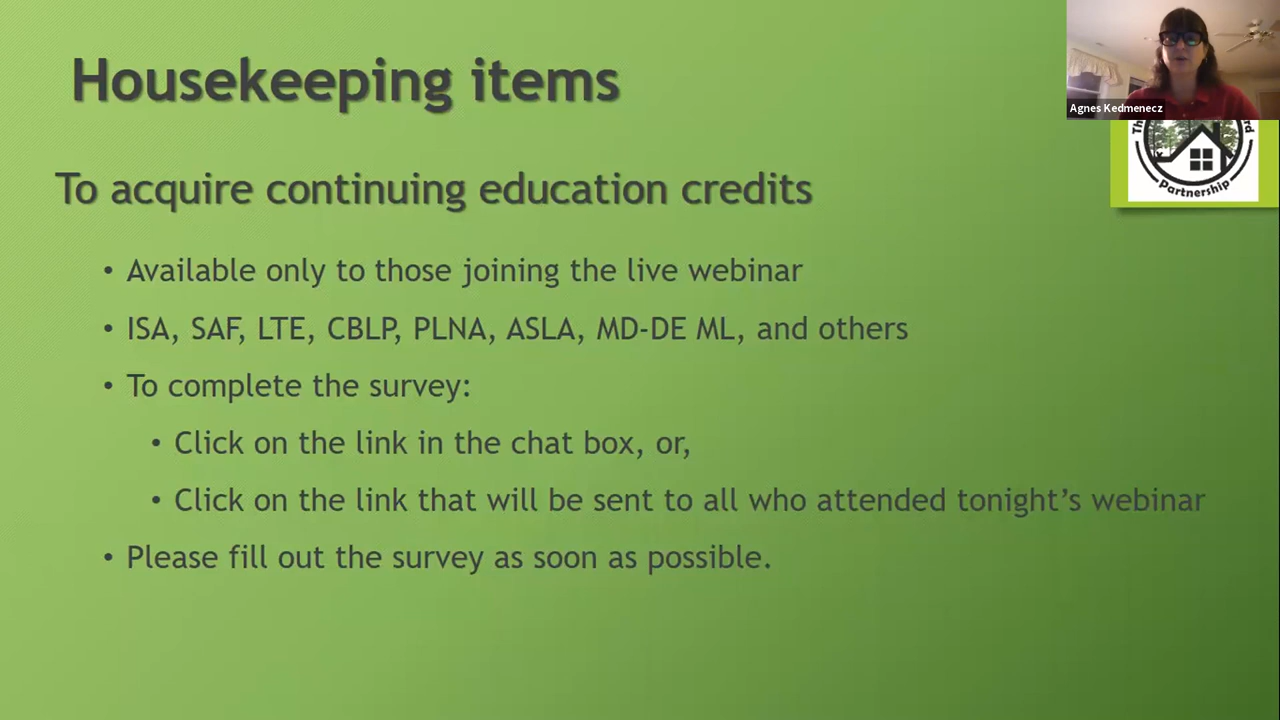 Housekeeping items
Agnes Kedmenecz
Partnership
To acquire continuing education credits
• Available only to those joining the live webinar
• ISA, SAF, LTE, CBLP, PLNA, ASLA, MD-DE ML, and others
• To complete the survey:
• Click on the link in the chat box, or,
• Click on the link that will be sent to all who attended tonight’s webinar
• Please fill out the survey as soon as possible.